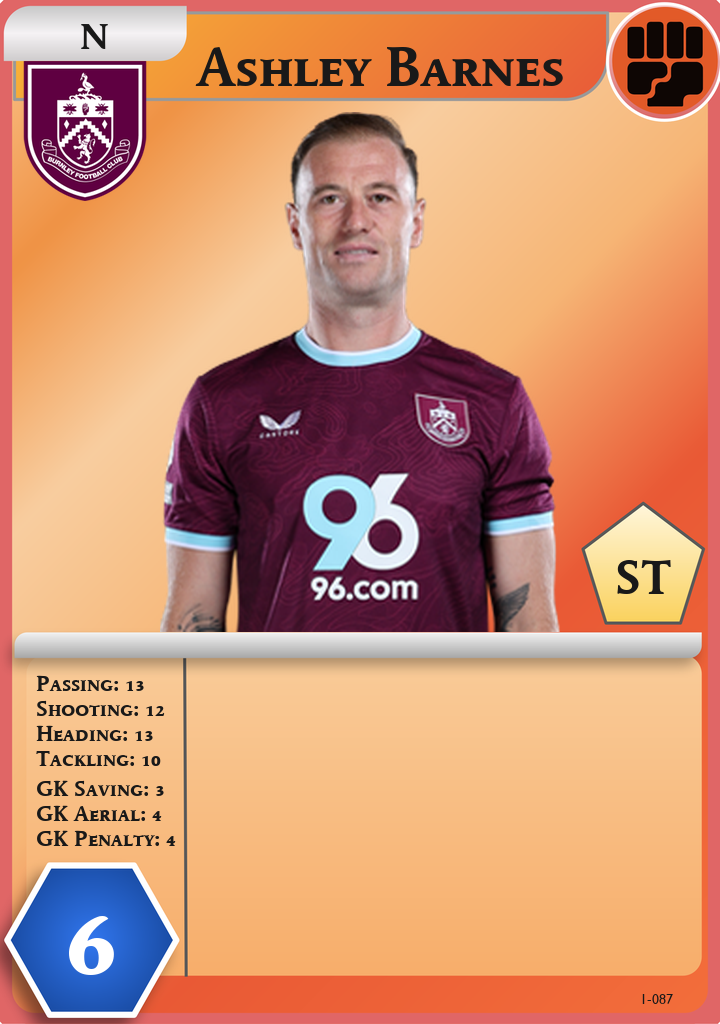 N
Ashley Barnes
BURNLEY FOOTBALL CLUB
CASTORE
96
96.com
ST
Passing: 13
Shooting: 12
Heading: 13
Tackling: 10
GK Saving: 3
GK Aerial: 4
GK Penalty: 4
6
1-087